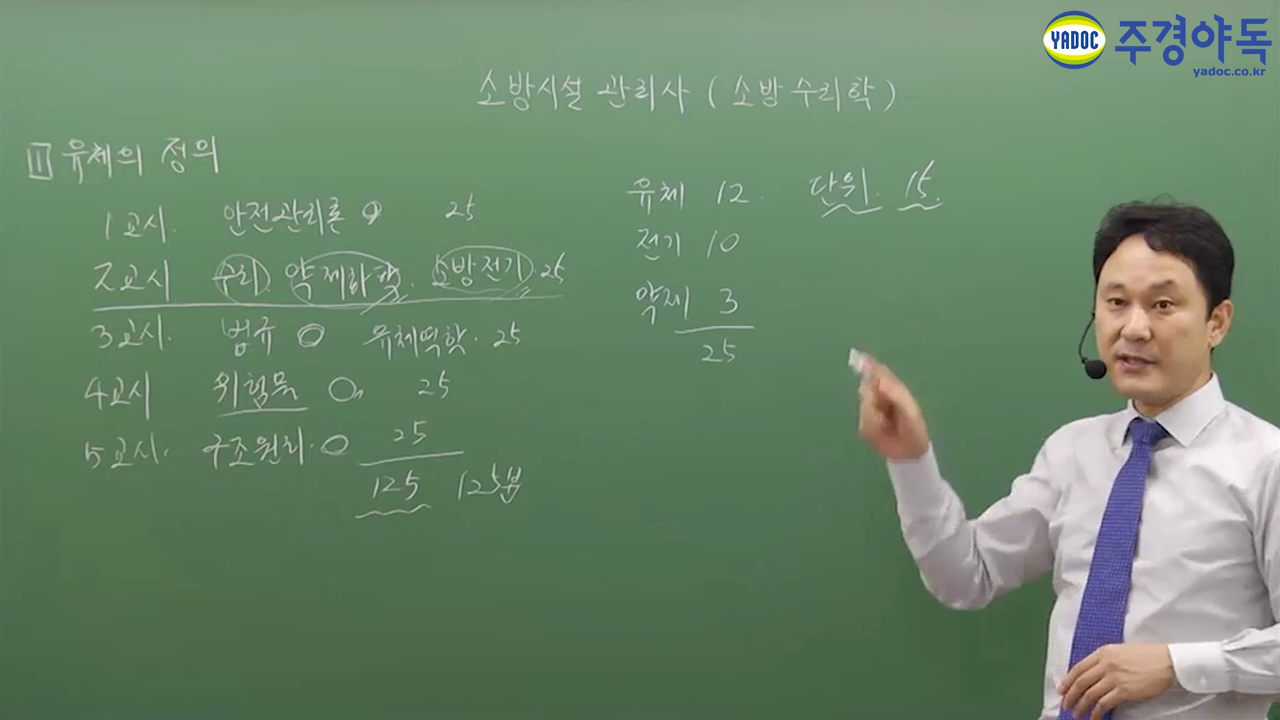 YADOC 주경야독
yadoc.co.kr
소방시설 관리사 ( 소방 수리학 )
Ⅱ 유체의 정의
1교시. 안전관리론 25
2교시 수리. 약제화학. 소방전기. 25
3교시. 법규 유체역학. 25
4교시 위험물 25
5교시. 구조원리. 25
125 125분
유체 12. 단위. 15.
전기 10
약제 3
25